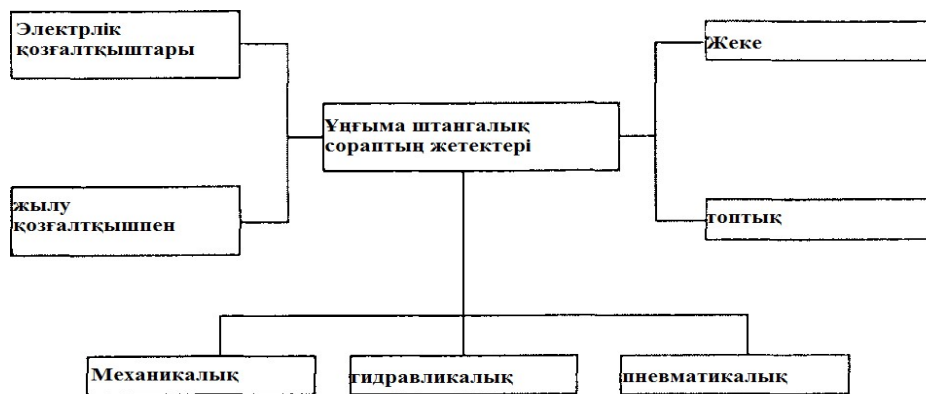 Электрлік
қозғалтқыштары
Жеке
Ұңғыма штангалық
сораптың жетектері
жылу
қозғалтқышпен
топтық
Механикалық
гидравликалық
пневматикалық